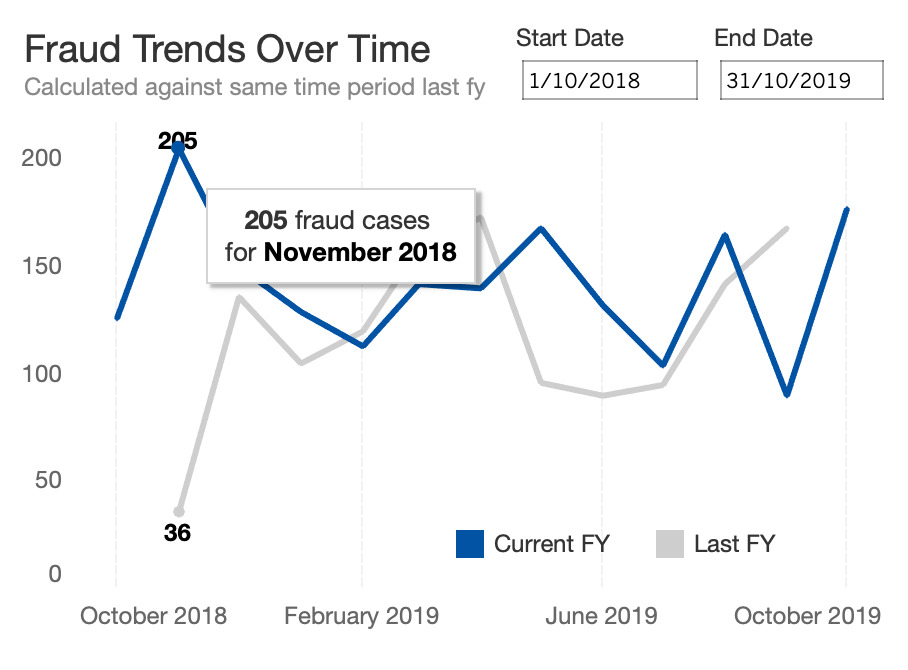 Fraud Trends Over Time
Calculated against same time period last fy
Start Date
1/10/2018
End Date
31/10/2019
200
150
100
50
0
205
205 fraud cases
for November 2018
36
Current FY
Last FY
October 2018
February 2019
June 2019
October 2019